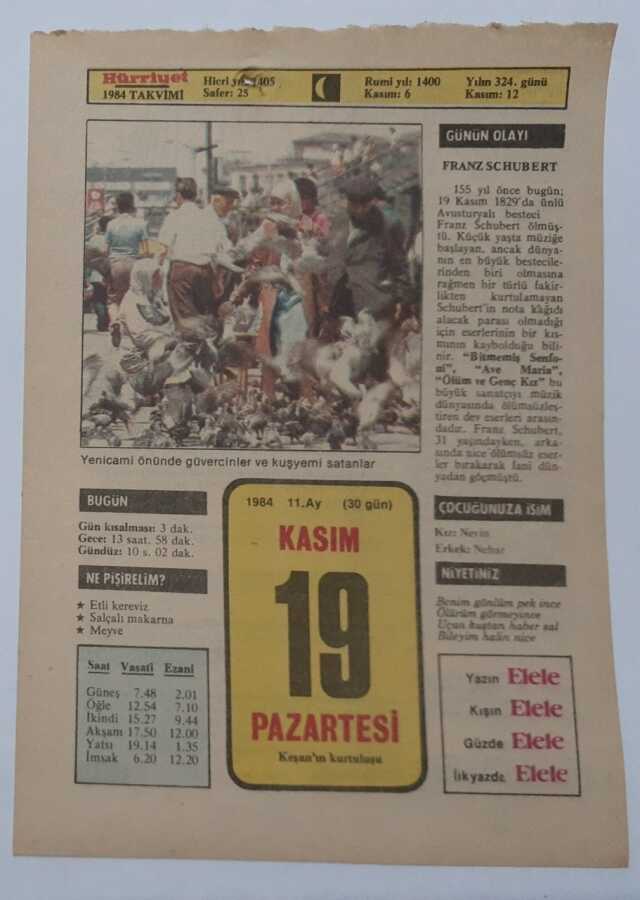 Hürriyet
1984 TAKVİMİ
Hicri yıl: 1405
Safer: 25
Rumi yıl: 1400
Kasım: 6
Yılın 324. günü
Kasım: 12
GÜNÜN OLAYI
FRANZ SCHUBERT
155 yıl önce bugün;
19 Kasım 1829'da ünlü
Avusturyalı besteci
Franz Schubert ölmüş-
tü. Küçük yaşta müziğe
başlayan, ancak dünya-
nın en büyük bestecile-
rinden biri olmasına
rağmen bir türlü fakir-
likten kurtulamayan
Schubert'in nota kâğıdı
alacak parası olmadığı
için eserlerinin bir kıs-
mının kaybolduğu bili-
nir. "Bitmemiş Senfo-
ni", "Ave Maria",
"Ölüm ve Genç Kız" bu
büyük sanatçıyı müzik
dünyasında ölümsüzleş-
tiren dev eserleri arasın-
dadır. Franz Schubert,
31 yaşındayken, arka-
sında nice ölümsüz eser-
ler bırakarak fani dün-
yadan göçmüştü.
Yenicami önünde güvercinler ve kuşyemi satanlar
BUGÜN
Gün kısalması: 3 dak.
Gece: 13 saat. 58 dak.
Gündüz: 10 s. 02 dak.
NE PİŞİRELİM?
★ Etli kereviz
★ Salçalı makarna
★ Meyve
Saat Vasati Ezani
Güneş 7.48 2.01
Öğle 12.54 7.10
İkindi 15.27 9.44
Akşam 17.50 12.00
Yatsı 19.14 1.35
İmsak 6.20 12.20
1984 11.Ay (30 gün)
KASIM
19
PAZARTESİ
Keşan'ın kurtuluşu
ÇOCUĞUNUZA İSİM
Kız: Nevin
Erkek: Nehar
NİYETİNİZ
Benim gönlüm pek ince
Ölürüm görmeyince
Uçan kuştan haber sal
Bileyim halin nice
Yazın Elele
Kışın Elele
Güzde Elele
İlkyazda Elele